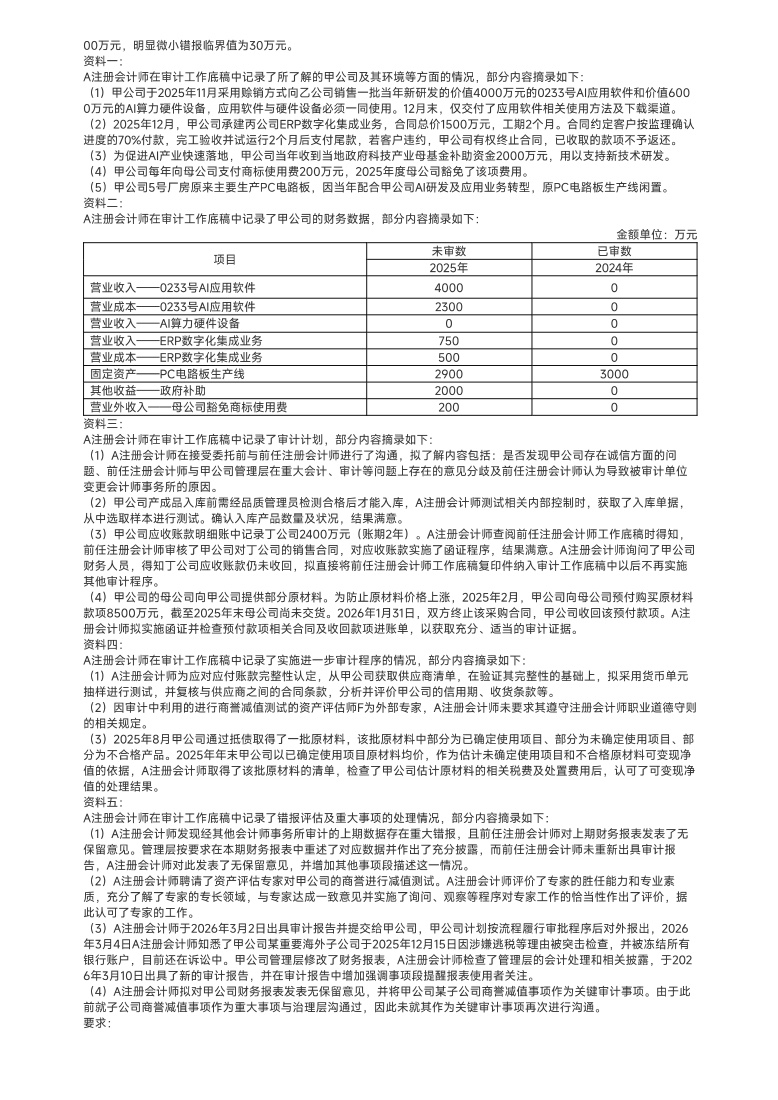 00万元，明显微小错报临界值为30万元。
资料一：
A注册会计师在审计工作底稿中记录了所了解的甲公司及其环境等方面的情况，部分内容摘录如下：
（1）甲公司于2025年11月采用赊销方式向乙公司销售一批当年新研发的价值4000万元的0233号AI应用软件和价值600
0万元的AI算力硬件设备，应用软件与硬件设备必须一同使用。12月末，仅交付了应用软件相关使用方法及下载渠道。
（2）2025年12月，甲公司承建丙公司ERP数字化集成业务，合同总价1500万元，工期2个月。合同约定客户按监理确认
进度的70%付款，完工验收并试运行2个月后支付尾款，若客户违约，甲公司有权终止合同，已收取的款项不予返还。
（3）为促进AI产业快速落地，甲公司当年收到当地政府科技产业母基金补助资金2000万元，用以支持新技术研发。
（4）甲公司每年向母公司支付商标使用费200万元，2025年度母公司豁免了该项费用。
（5）甲公司5号厂房原来主要生产PC电路板，因当年配合甲公司AI研发及应用业务转型，原PC电路板生产线闲置。
资料二：
A注册会计师在审计工作底稿中记录了甲公司的财务数据，部分内容摘录如下：
金额单位：万元
项目 未审数 已审数
2025年 2024年
营业收入——0233号AI应用软件 4000 0
营业成本——0233号AI应用软件 2300 0
营业收入——AI算力硬件设备 0 0
营业收入——ERP数字化集成业务 750 0
营业成本——ERP数字化集成业务 500 0
固定资产——PC电路板生产线 2900 3000
其他收益——政府补助 2000 0
营业外收入——母公司豁免商标使用费 200 0
资料三：
A注册会计师在审计工作底稿中记录了审计计划，部分内容摘录如下：
（1）A注册会计师在接受委托前与前任注册会计师进行了沟通，拟了解内容包括：是否发现甲公司存在诚信方面的问
题、前任注册会计师与甲公司管理层在重大会计、审计等问题上存在的意见分歧及前任注册会计师认为导致被审计单位
变更会计师事务所的原因。
（2）甲公司产成品入库前需经品质管理员检测合格后才能入库，A注册会计师测试相关内部控制时，获取了入库单据，
从中选取样本进行测试。确认入库产品数量及状况，结果满意。
（3）甲公司应收账款明细账中记录丁公司2400万元（账期2年）。A注册会计师查阅前任注册会计师工作底稿时得知，
前任注册会计师审核了甲公司对丁公司的销售合同，对应收账款实施了函证程序，结果满意。A注册会计师询问了甲公司
财务人员，得知丁公司应收账款仍未收回，拟直接将前任注册会计师工作底稿复印件纳入审计工作底稿中以后不再实施
其他审计程序。
（4）甲公司的母公司向甲公司提供部分原材料。为防止原材料价格上涨，2025年2月，甲公司向母公司预付购买原材料
款项8500万元，截至2025年末母公司尚未交货。2026年1月31日，双方终止该采购合同，甲公司收回该预付款项。A注
册会计师拟实施函证并检查预付款项相关合同及收回款项进账单，以获取充分、适当的审计证据。
资料四：
A注册会计师在审计工作底稿中记录了实施进一步审计程序的情况，部分内容摘录如下：
（1）A注册会计师为应对应付账款完整性认定，从甲公司获取供应商清单，在验证其完整性的基础上，拟采用货币单元
抽样进行测试，并复核与供应商之间的合同条款，分析并评价甲公司的信用期、收货条款等。
（2）因审计中利用的进行商誉减值测试的资产评估师F为外部专家，A注册会计师未要求其遵守注册会计师职业道德守则
的相关规定。
（3）2025年8月甲公司通过抵债取得了一批原材料，该批原材料中部分为已确定使用项目、部分为未确定使用项目、部
分为不合格产品。2025年年末甲公司以已确定使用项目原材料均价，作为估计未确定使用项目和不合格原材料可变现净
值的依据，A注册会计师取得了该批原材料的清单，检查了甲公司估计原材料的相关税费及处置费用后，认可了可变现净
值的处理结果。
资料五：
A注册会计师在审计工作底稿中记录了错报评估及重大事项的处理情况，部分内容摘录如下：
（1）A注册会计师发现经其他会计师事务所审计的上期数据存在重大错报，且前任注册会计师对上期财务报表发表了无
保留意见。管理层按要求在本期财务报表中重述了对应数据并作出了充分披露，而前任注册会计师未重新出具审计报
告，A注册会计师对此发表了无保留意见，并增加其他事项段描述这一情况。
（2）A注册会计师聘请了资产评估专家对甲公司的商誉进行减值测试。A注册会计师评价了专家的胜任能力和专业素
质，充分了解了专家的专长领域，与专家达成一致意见并实施了询问、观察等程序对专家工作的恰当性作出了评价，据
此认可了专家的工作。
（3）A注册会计师于2026年3月2日出具审计报告并提交给甲公司，甲公司计划按流程履行审批程序后对外报出，2026
年3月4日A注册会计师知悉了甲公司某重要海外子公司于2025年12月15日因涉嫌逃税等理由被突击检查，并被冻结所有
银行账户，目前还在诉讼中。甲公司管理层修改了财务报表，A注册会计师检查了管理层的会计处理和相关披露，于202
6年3月10日出具了新的审计报告，并在审计报告中增加强调事项段提醒报表使用者关注。
（4）A注册会计师拟对甲公司财务报表发表无保留意见，并将甲公司某子公司商誉减值事项作为关键审计事项。由于此
前就子公司商誉减值事项作为重大事项与治理层沟通过，因此未就其作为关键审计事项再次进行沟通。
要求：